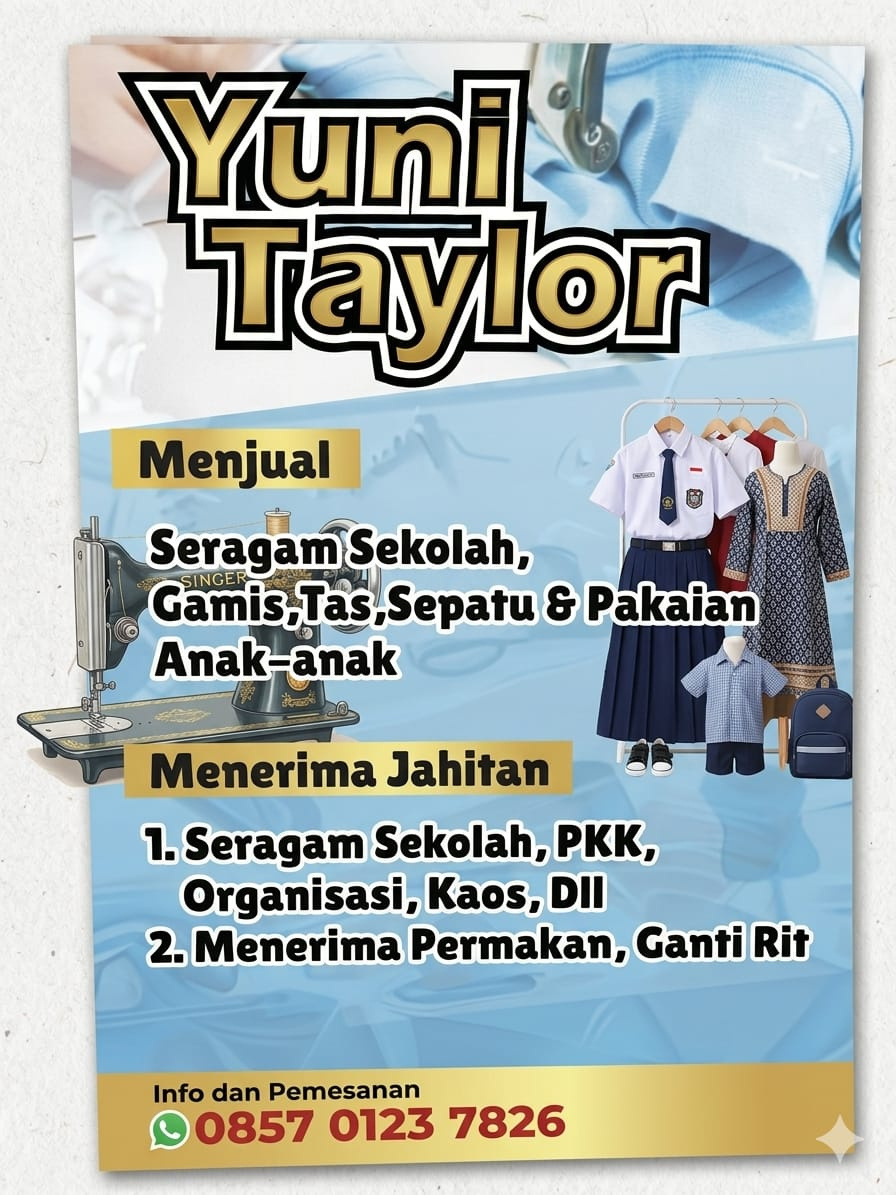 Yuni
Taylor
Menjual
Seragam Sekolah,
Gamis,Tas,Sepatu & Pakaian
Anak-anak
SINGER
Menerima Jahitan
1. Seragam Sekolah, PKK,
Organisasi, Kaos, Dll
2. Menerima Permakan, Ganti Rit
Info dan Pemesanan
0857 0123 7826